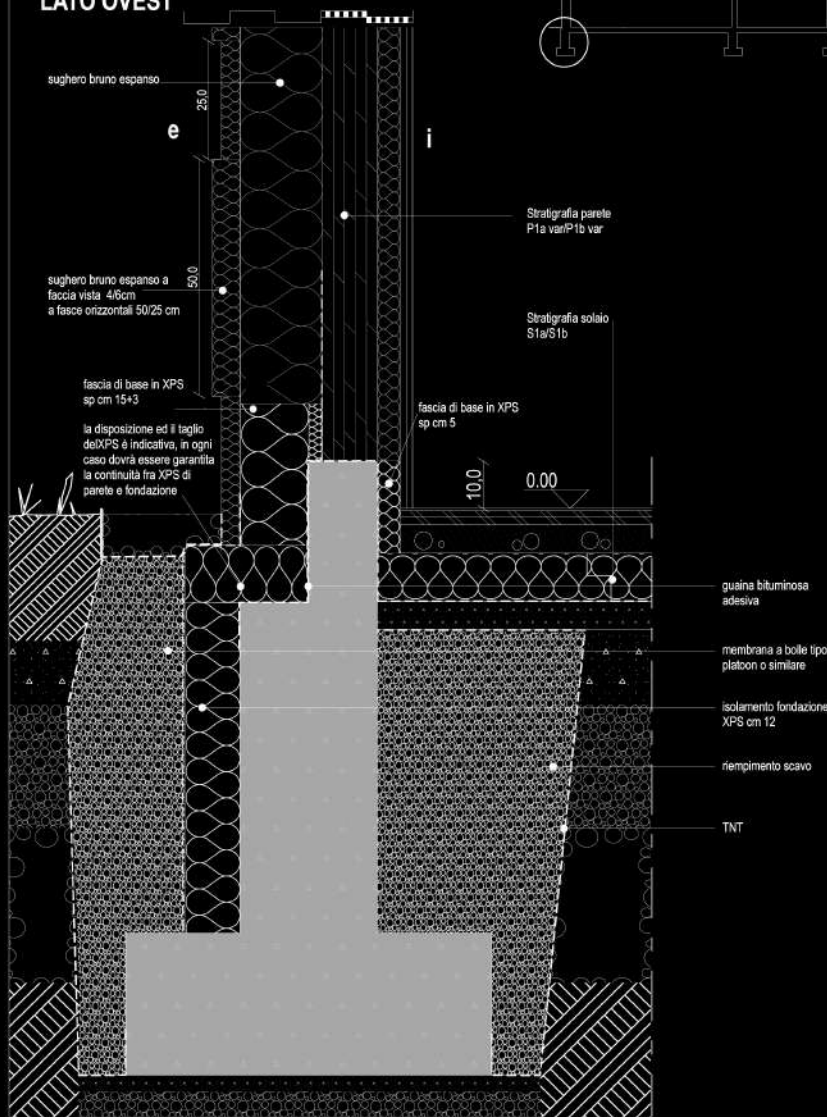 LATO OVEST
sughero bruno espanso
25,0
e
i
Stratigrafia parete
P1a var/P1b var
50,0
sughero bruno espanso a
faccia vista 4/6cm
a fasce orizzontali 50/25 cm
Stratigrafia solaio
S1a/S1b
fascia di base in XPS
sp cm 15+3
fascia di base in XPS
sp cm 5
la disposizione ed il taglio
delXPS è indicativa, in ogni
caso dovrà essere garantita
la continuità fra XPS di
parete e fondazione
10,0
0.00
guaina bituminosa
adesiva
membrana a bolle tipo
platoon o similare
isolamento fondazione
XPS cm 12
riempimento scavo
TNT